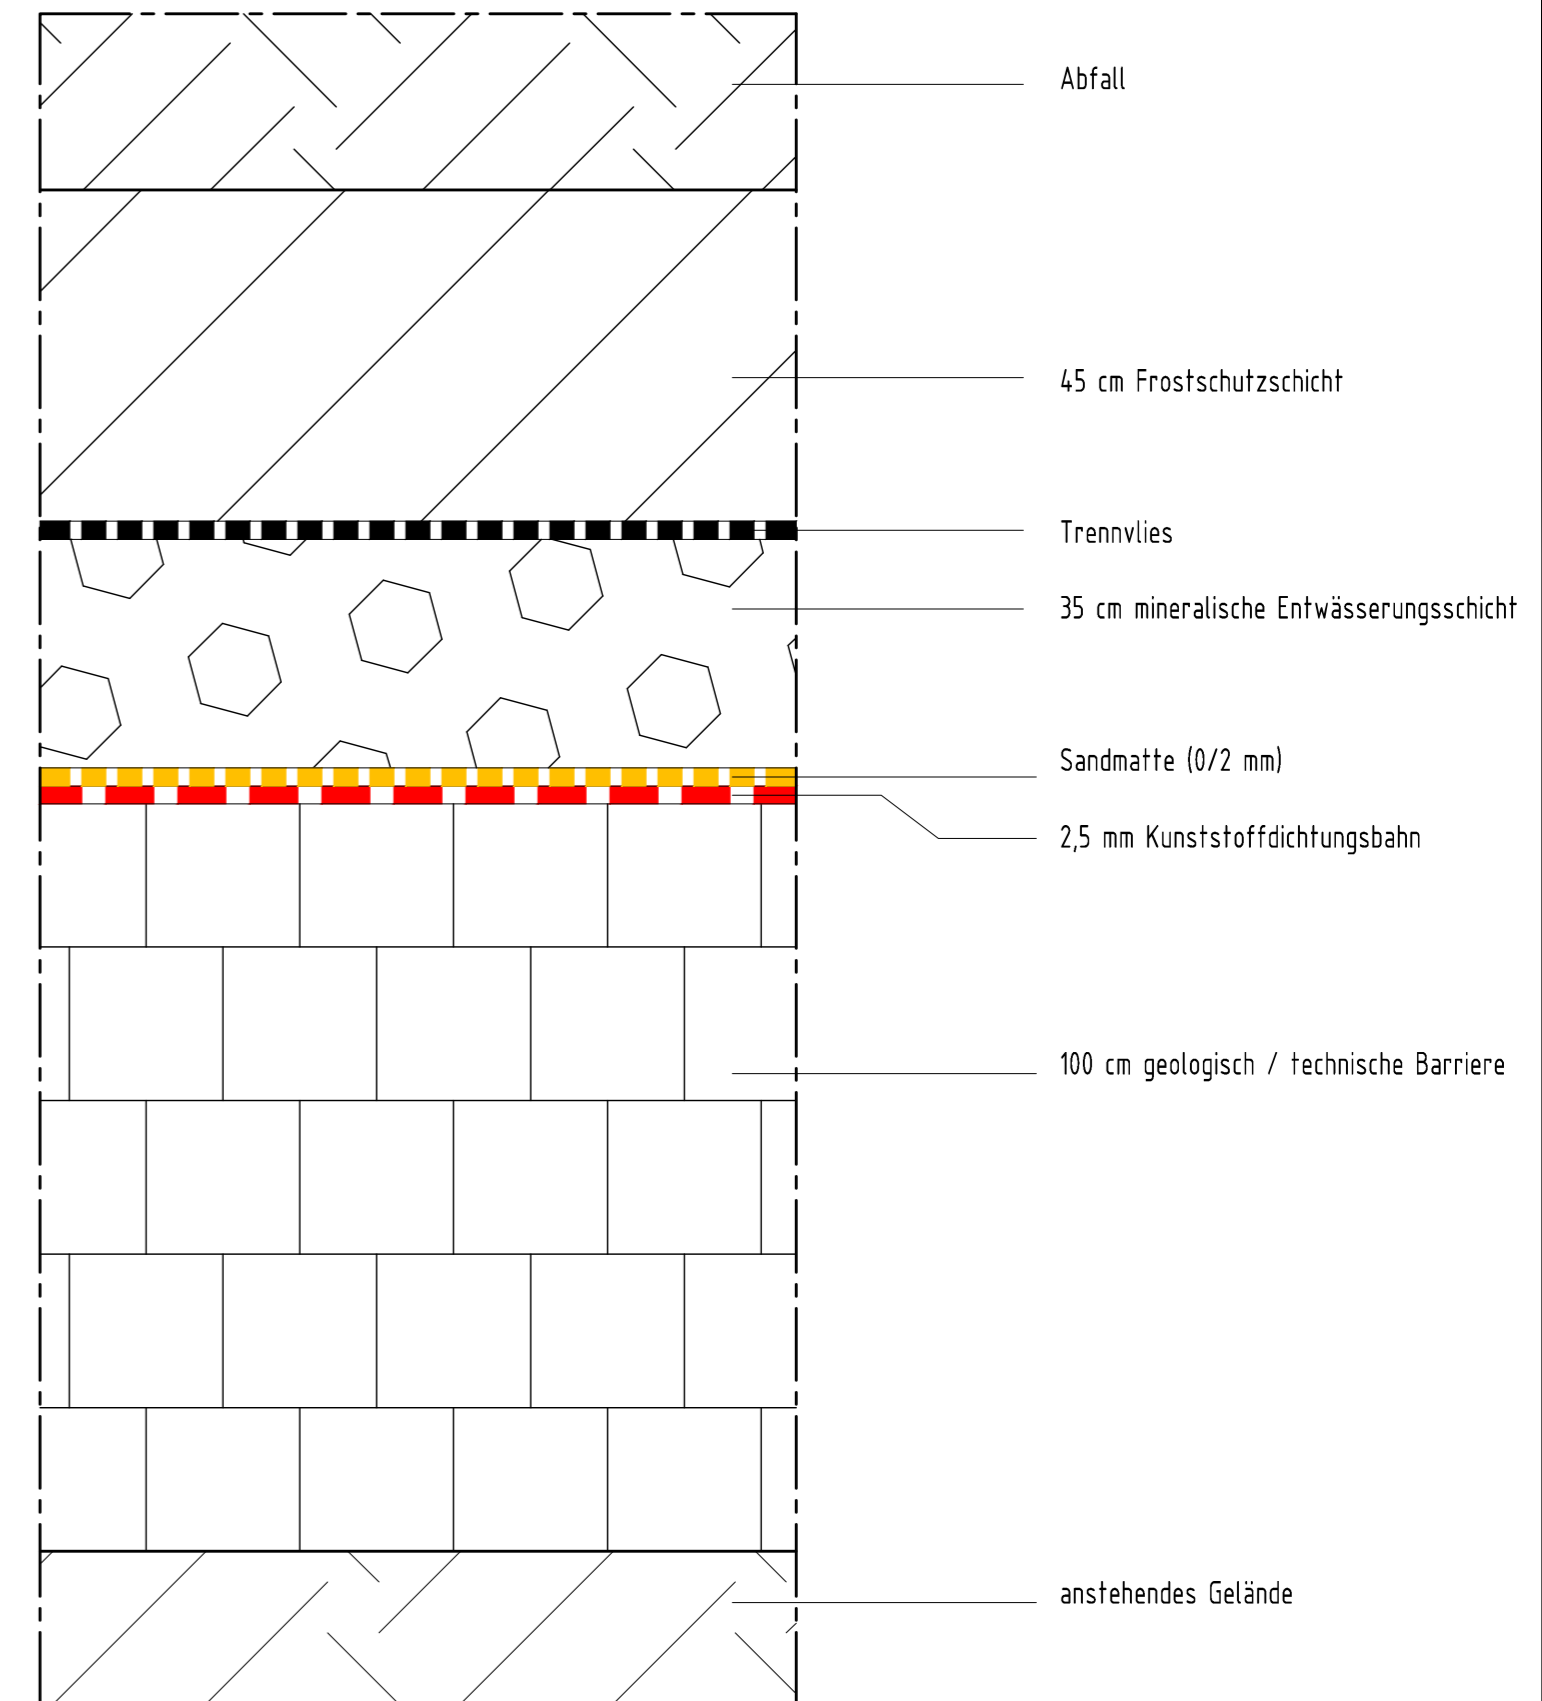 Abfall
45 cm Frostschutzschicht
Trennvlies
35 cm mineralische Entwässerungsschicht
Sandmatte (0/2 mm)
2,5 mm Kunststoffdichtungsbahn
100 cm geologisch / technische Barriere
anstehendes Gelände